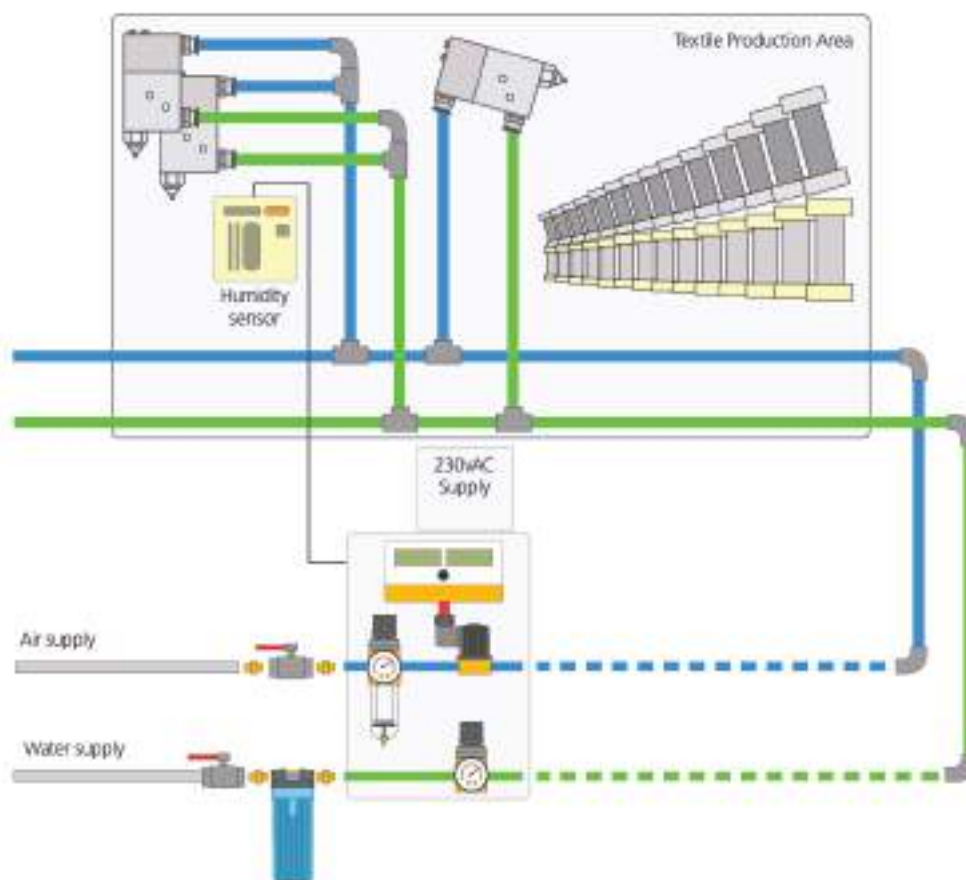 Textile Production Area
Humidity
sensor
230vAC
Supply
Air supply
Water supply